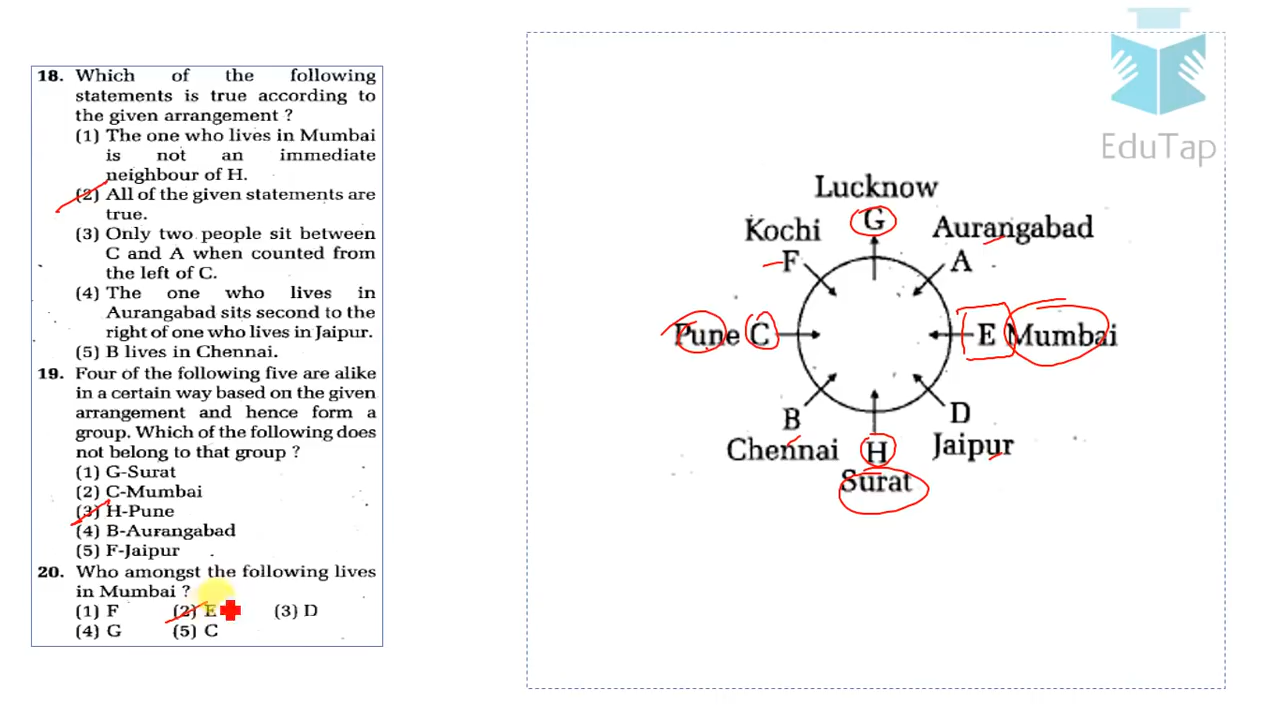 18. Which of the following
statements is true according to
the given arrangement ?
(1) The one who lives in Mumbai
is not an immediate
neighbour of H.
(2) All of the given statements are
true.
(3) Only two people sit between
C and A when counted from
the left of C.
(4) The one who lives in
Aurangabad sits second to the
right of one who lives in Jaipur.
(5) B lives in Chennai.
19. Four of the following five are alike
in a certain way based on the given
arrangement and hence form a
group. Which of the following does
not belong to that group ?
(1) G-Surat
(2) C-Mumbai
(3) H-Pune
(4) B-Aurangabad
(5) F-Jaipur
20. Who amongst the following lives
in Mumbai ?
(1) F (2) E (3) D
(4) G (5) C
EduTap
Lucknow
G
Kochi
F
Aurangabad
A
Pune C
E Mumbai
B
Chennai
H
Surat
D
Jaipur